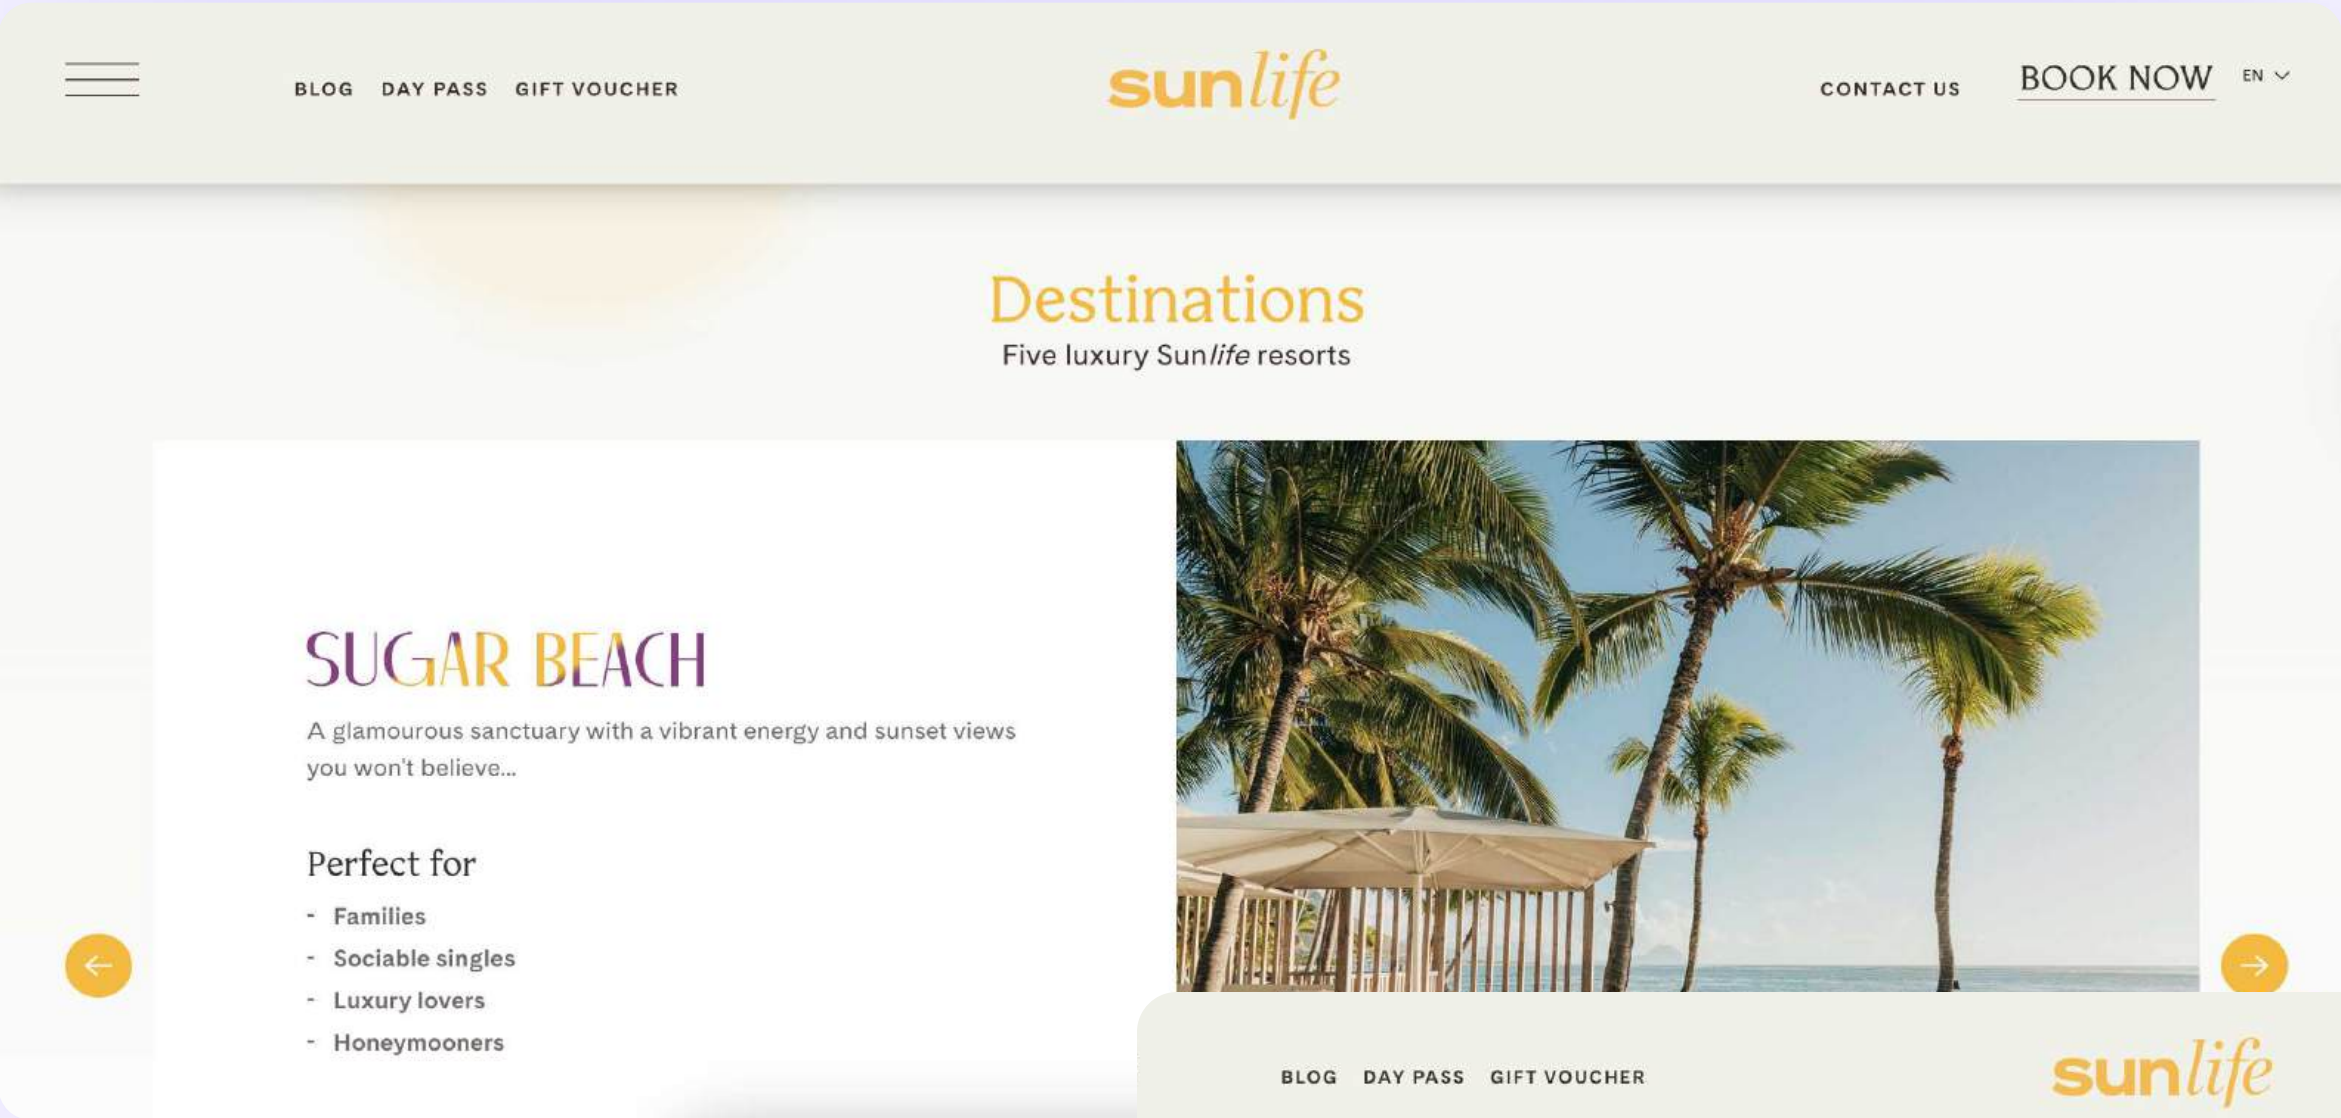 BLOG DAY PASS GIFT VOUCHER
sunlife
CONTACT US
BOOK NOW
EN
Destinations
Five luxury Sunlife resorts
SUGAR BEACH
A glamourous sanctuary with a vibrant energy and sunset views
you won't believe...
Perfect for
- Families
- Sociable singles
- Luxury lovers
- Honeymooners
BLOG DAY PASS GIFT VOUCHER
sunlife